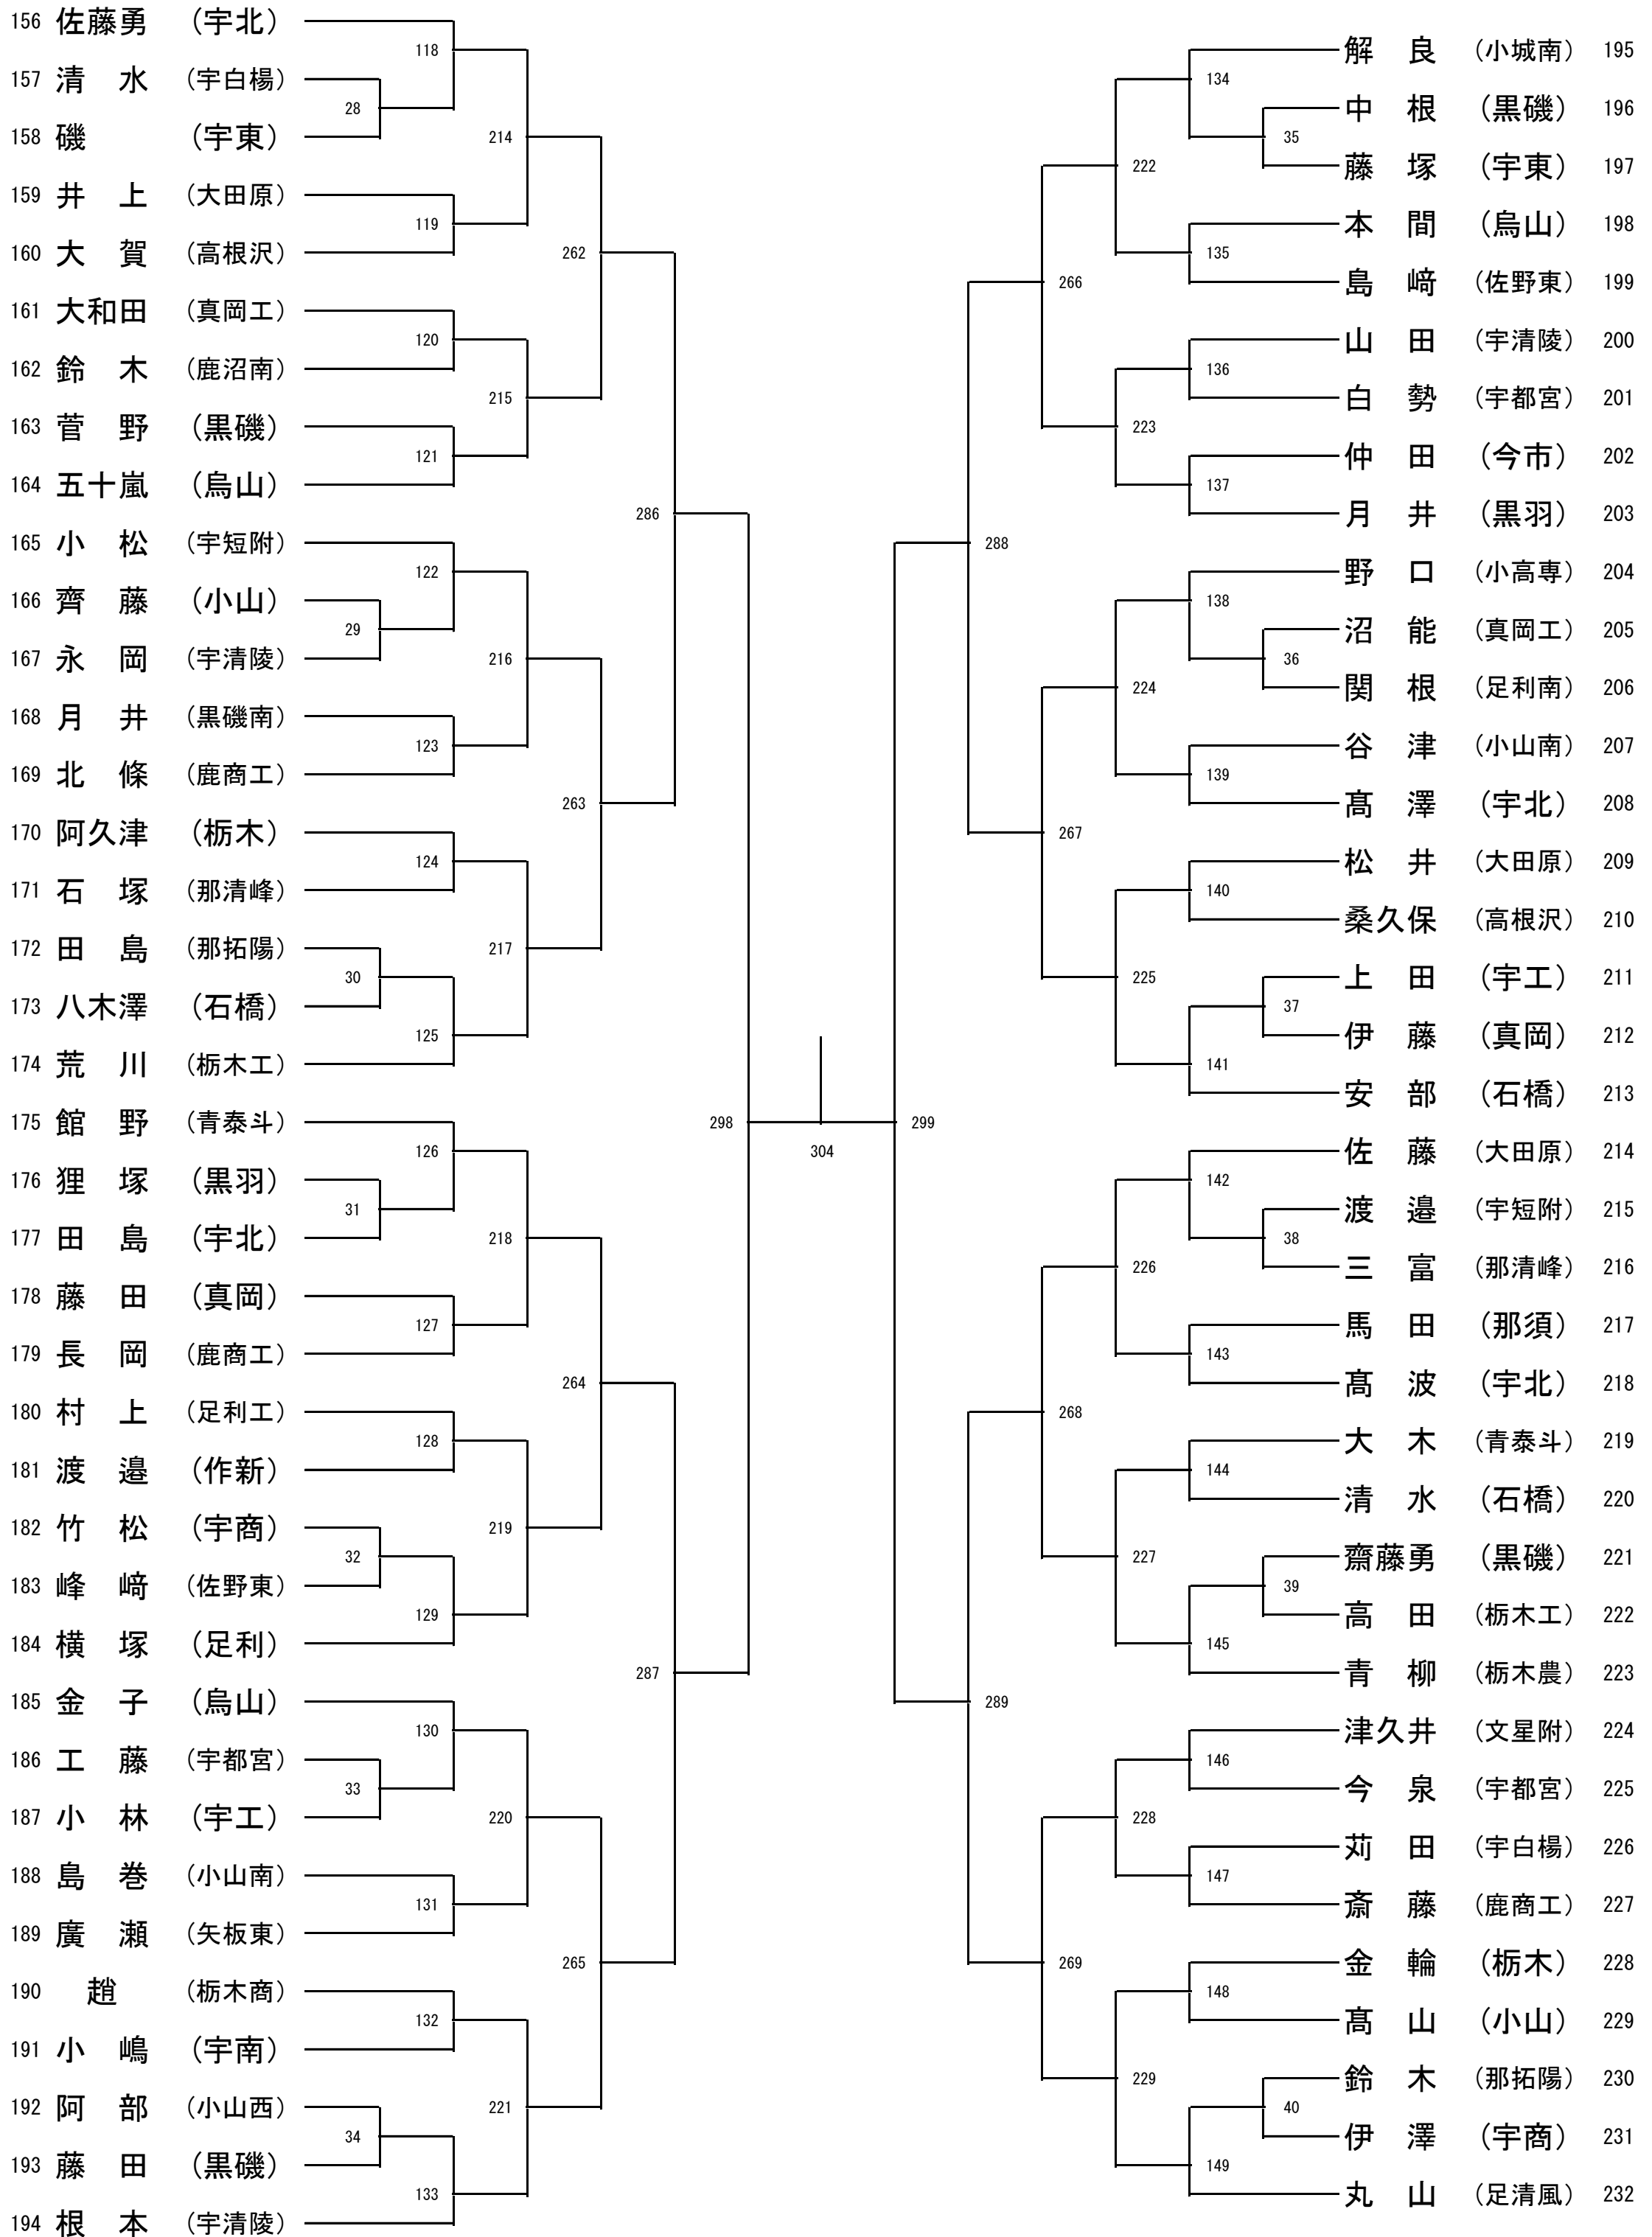 156 佐藤勇 （宇北）
118
157 清 水 （宇白楊）
28
158 磯 （宇東）
214
159 井 上 （大田原）
119
160 大 賀 （高根沢）
262
161 大和田 （真岡工）
120
162 鈴 木 （鹿沼南）
215
163 菅 野 （黒磯）
121
164 五十嵐 （烏山）
286
165 小 松 （宇短附）
122
166 齊 藤 （小山）
29
167 永 岡 （宇清陵）
216
168 月 井 （黒磯南）
123
169 北 條 （鹿商工）
263
170 阿久津 （栃木）
124
171 石 塚 （那清峰）
172 田 島 （那拓陽）
217
30
173 八木澤 （石橋）
125
174 荒 川 （栃木工）
175 館 野 （青泰斗）
298
126
176 狸 塚 （黒羽）
31
177 田 島 （宇北）
218
178 藤 田 （真岡）
127
179 長 岡 （鹿商工）
264
180 村 上 （足利工）
128
181 渡 邉 （作新）
182 竹 松 （宇商）
219
32
183 峰 﨑 （佐野東）
129
184 横 塚 （足利）
287
185 金 子 （烏山）
130
186 工 藤 （宇都宮）
33
187 小 林 （宇工）
220
188 島 巻 （小山南）
131
189 廣 瀬 （矢板東）
265
190 趙 （栃木商）
132
191 小 嶋 （宇南）
192 阿 部 （小山西）
221
34
193 藤 田 （黒磯）
133
194 根 本 （宇清陵）
304
解 良 （小城南） 195
134
中 根 （黒磯） 196
35
藤 塚 （宇東） 197
222
本 間 （烏山） 198
135
島 﨑 （佐野東） 199
266
山 田 （宇清陵） 200
136
白 勢 （宇都宮） 201
223
仲 田 （今市） 202
137
月 井 （黒羽） 203
288
野 口 （小高専） 204
138
沼 能 （真岡工） 205
36
関 根 （足利南） 206
224
谷 津 （小山南） 207
139
髙 澤 （宇北） 208
267
松 井 （大田原） 209
140
桑久保 （高根沢） 210
上 田 （宇工） 211
225
37
伊 藤 （真岡） 212
141
安 部 （石橋） 213
299
佐 藤 （大田原） 214
142
渡 邉 （宇短附） 215
38
三 富 （那清峰） 216
226
馬 田 （那須） 217
143
髙 波 （宇北） 218
268
大 木 （青泰斗） 219
144
清 水 （石橋） 220
齋藤勇 （黒磯） 221
227
39
高 田 （栃木工） 222
145
青 柳 （栃木農） 223
289
津久井 （文星附） 224
146
今 泉 （宇都宮） 225
228
苅 田 （宇白楊） 226
147
斎 藤 （鹿商工） 227
269
金 輪 （栃木） 228
148
髙 山 （小山） 229
229
鈴 木 （那拓陽） 230
40
伊 澤 （宇商） 231
149
丸 山 （足清風） 232